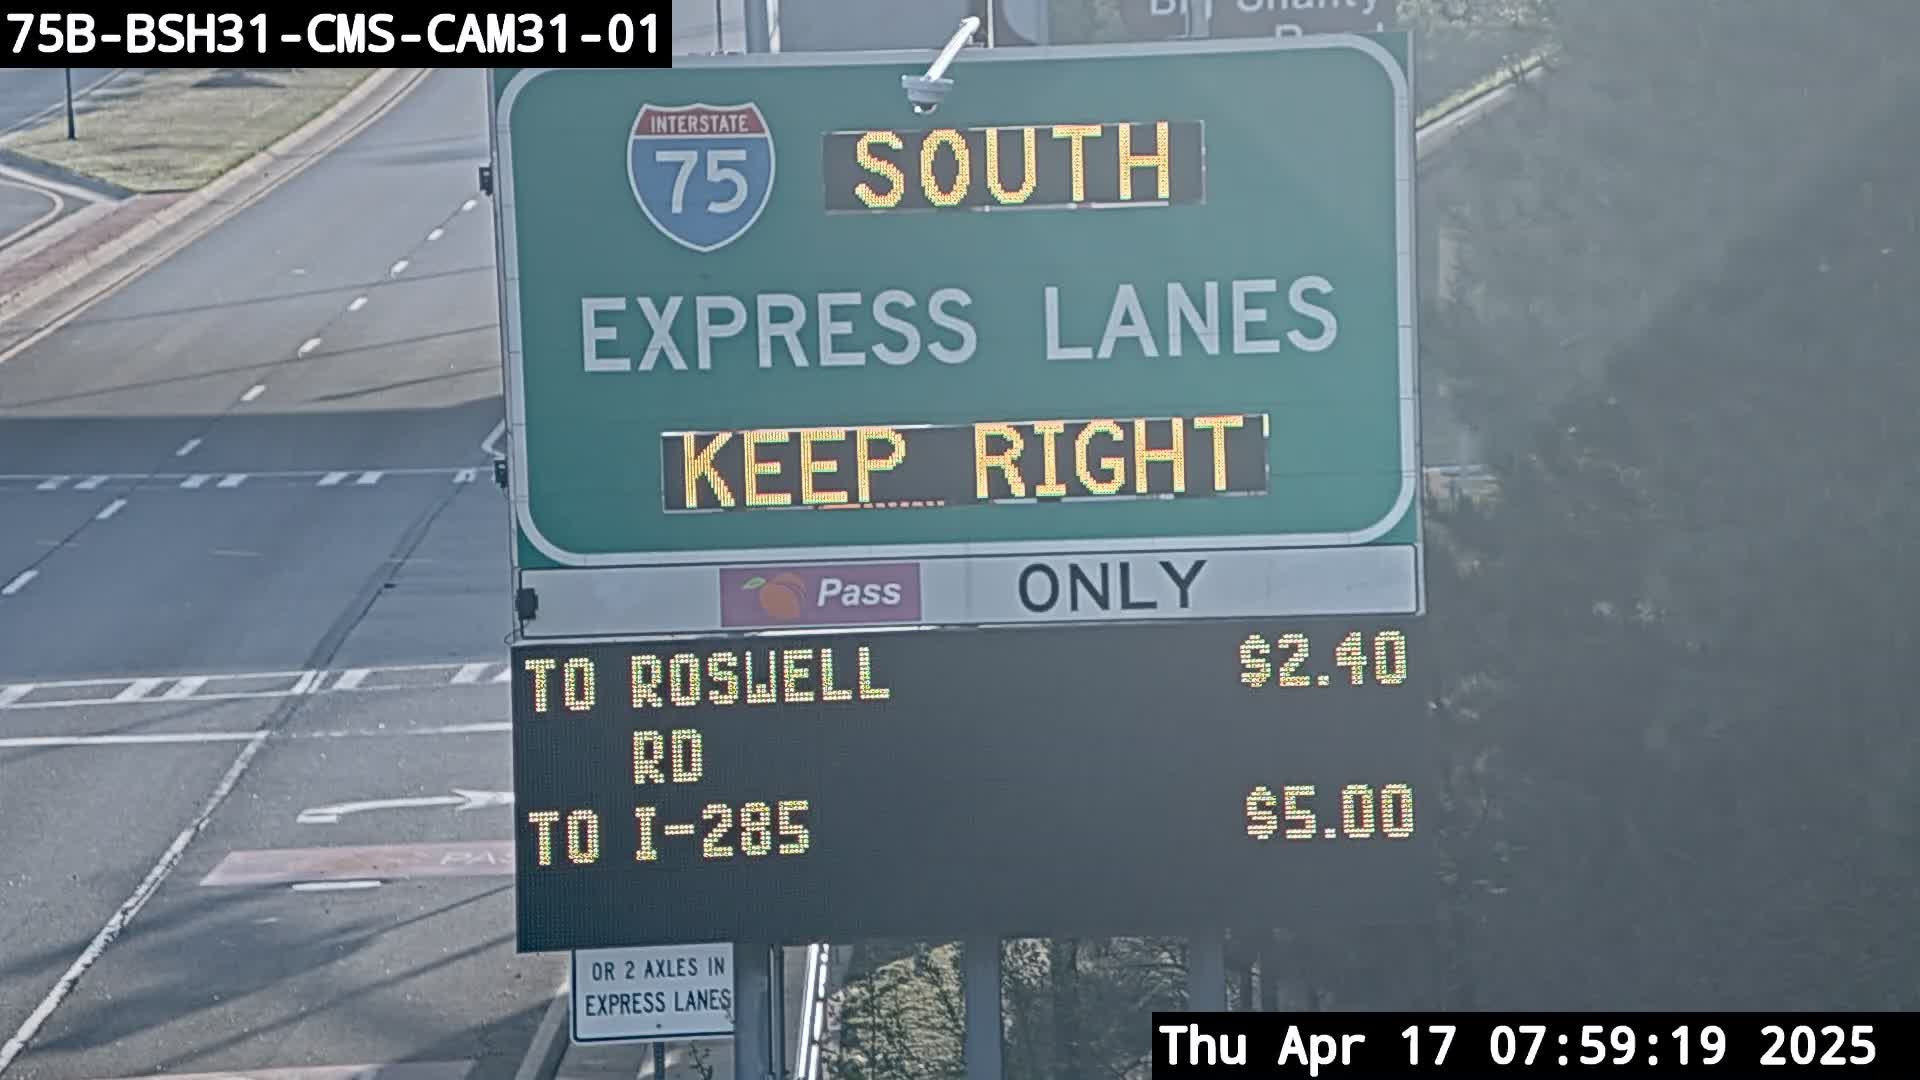 75B-BSH31-CMS-CAM31-01
Shanty
INTERSTATE
75
SOUTH
EXPRESS LANES
KEEP RIGHT
Pass
ONLY
TO ROSWELL $2.40
RD
TO I-285 $5.00
OR 2 AXLES IN
EXPRESS LANES
Thu Apr 17 07:59:19 2025